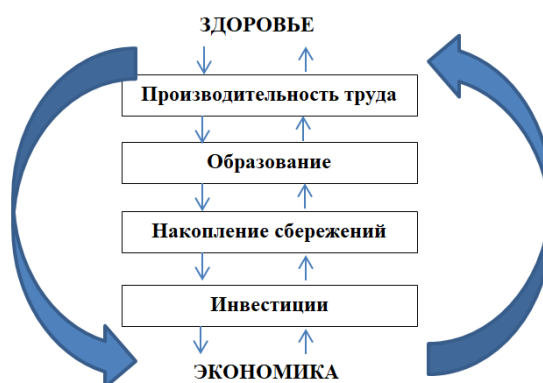 ЗДОРОВЬЕ
Производительность труда
Образование
Накопление сбережений
Инвестиции
ЭКОНОМИКА